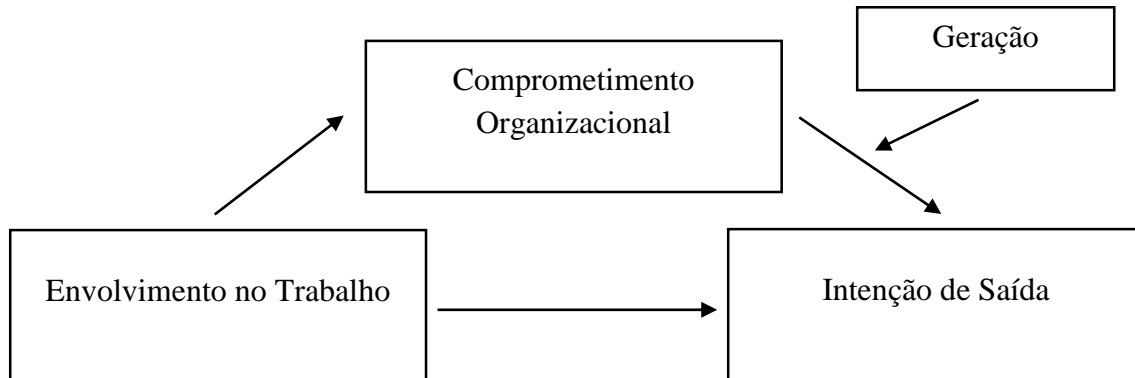 Geração
Comprometimento
Organizacional
Envolvimento no Trabalho
Intenção de Saída